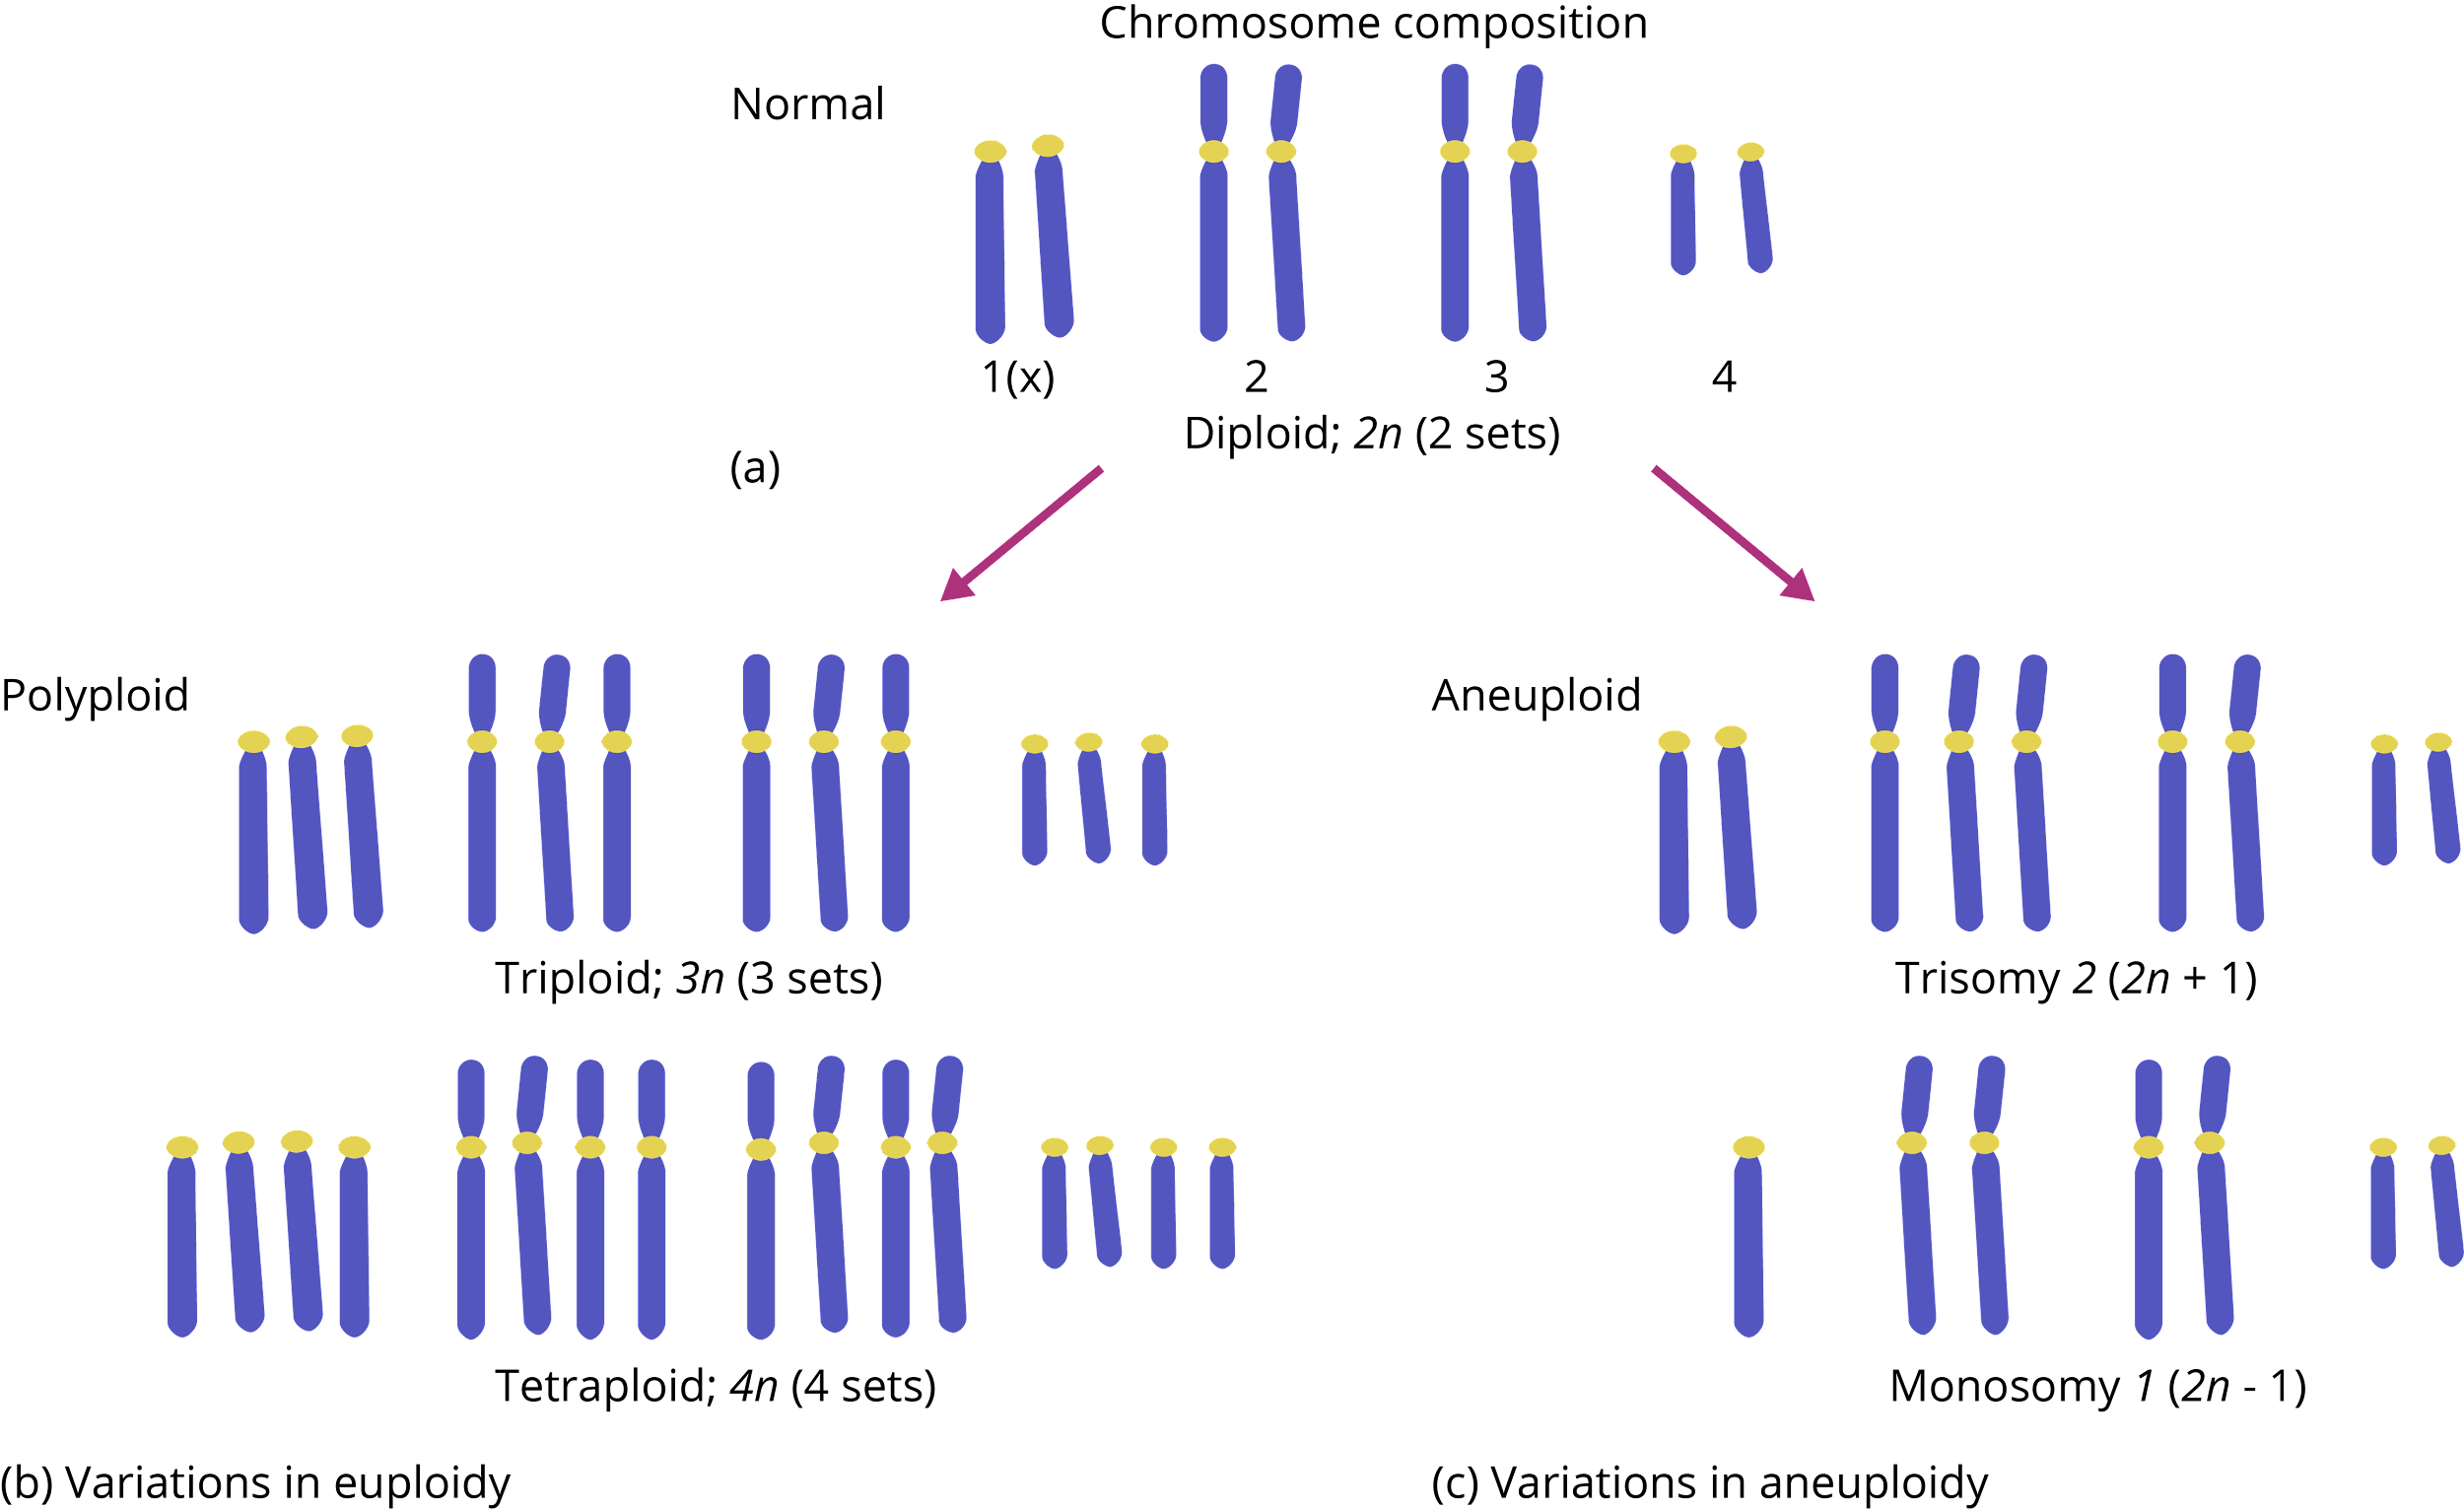 Chromosome composition
Normal
1(x) 2 3 4
Diploid; 2n (2 sets)
(a)
Polyploid
Aneuploid
Triploid; 3n (3 sets)
Trisomy 2 (2n + 1)
Tetraploid; 4n (4 sets)
Monosomy 1 (2n - 1)
(b) Variations in euploidy
(c) Variations in aneuploidy